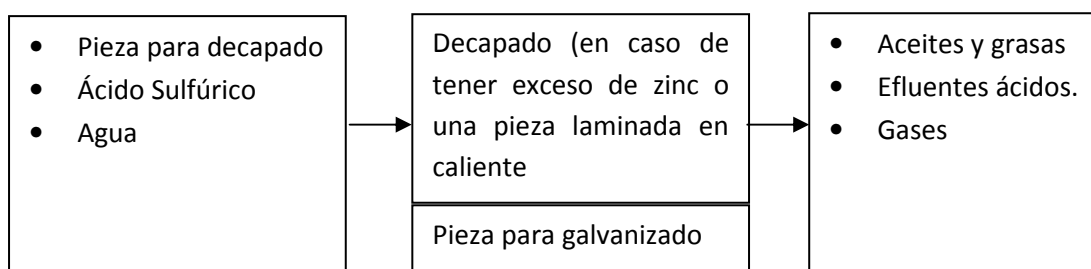 • Pieza para decapado
• Ácido Sulfúrico
• Agua
Decapado (en caso de
tener exceso de zinc o
una pieza laminada en
caliente
Pieza para galvanizado
• Aceites y grasas
• Efluentes ácidos.
• Gases